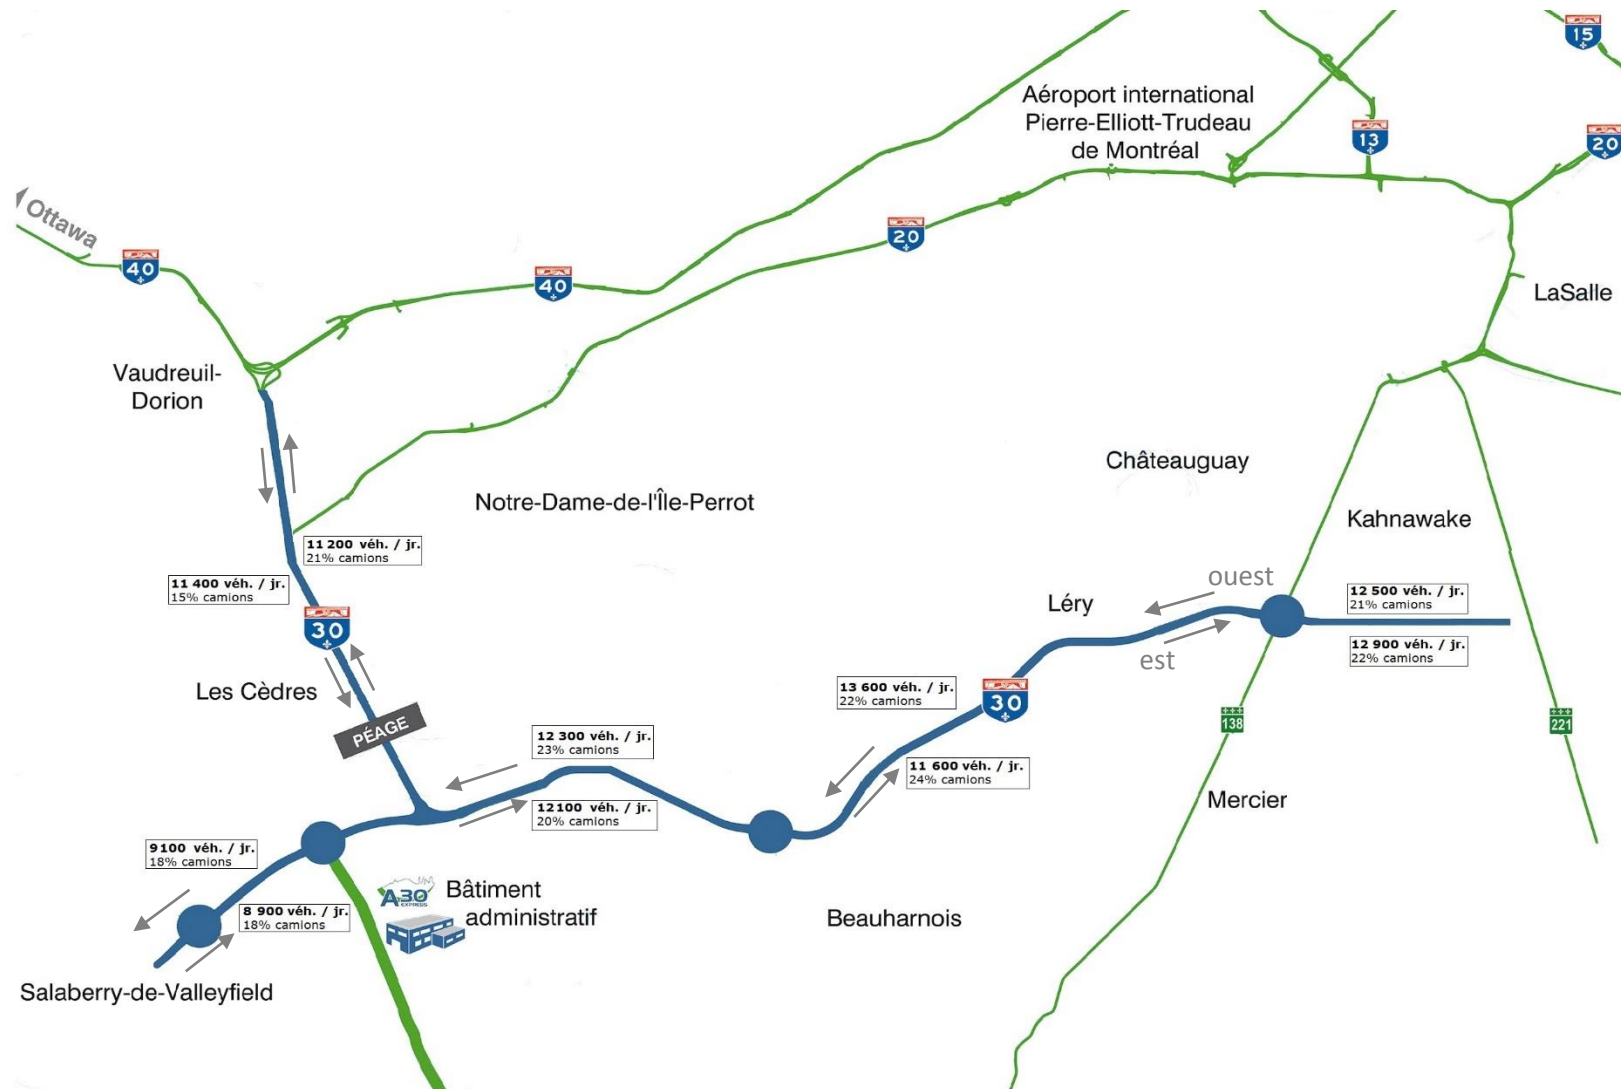 15
Aéroport international
Pierre-Elliott-Trudeau
de Montréal
13
20
Ottawa
40
20
40
LaSalle
Vaudreuil-
Dorion
Châteauguay
Notre-Dame-de-l'Île-Perrot
Kahnawake
11 200 véh. / jr.
21% camions
11 400 véh. / jr.
15% camions
ouest
12 500 véh. / jr.
21% camions
Léry
30
est
12 900 véh. / jr.
22% camions
Les Cèdres
13 600 véh. / jr.
22% camions
30
PÉAGE
138
221
12 300 véh. / jr.
23% camions
11 600 véh. / jr.
24% camions
Mercier
12100 véh. / jr.
20% camions
9100 véh. / jr.
18% camions
A30
EXPRESS
Bâtiment
administratif
8 900 véh. / jr.
18% camions
Beauharnois
Salaberry-de-Valleyfield